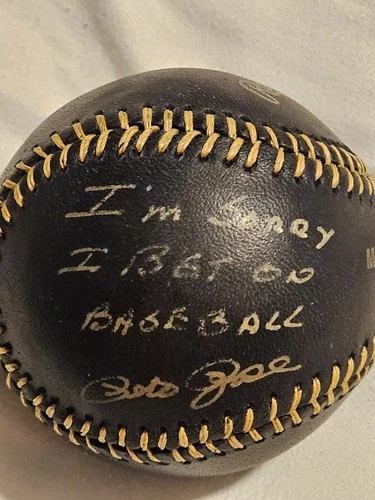 I'm SORRY
I BET ON
BASEBALL
Pete Rose
M